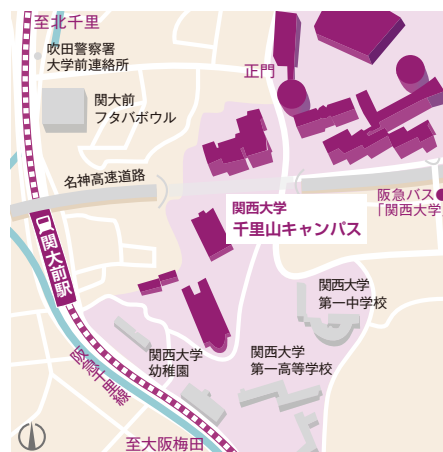 至北千里
吹田警察署
大学前連絡所
正門
関大前
フタバボウル
名神高速道路
阪急バス
「関西大学
関西大学
千里山キャンパス
関大前駅
関西大学
第一中学校
関西大学
幼稚園
関西大学
第一高等学校
阪急千里線
至大阪梅田